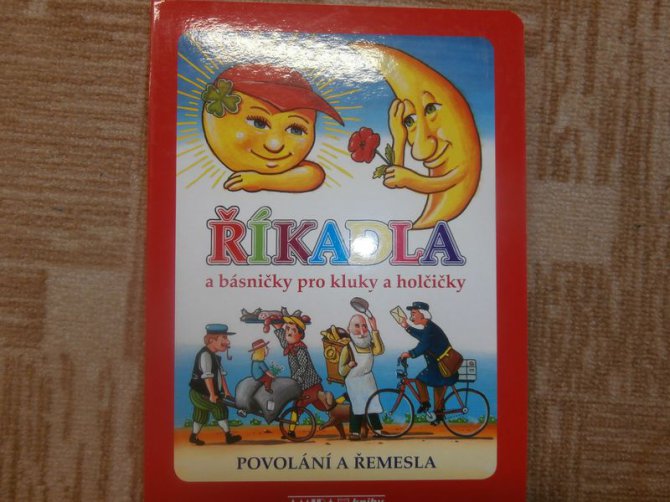 ŘÍKADLA
a básničky pro kluky a holčičky
POVOLÁNÍ A ŘEMESLA